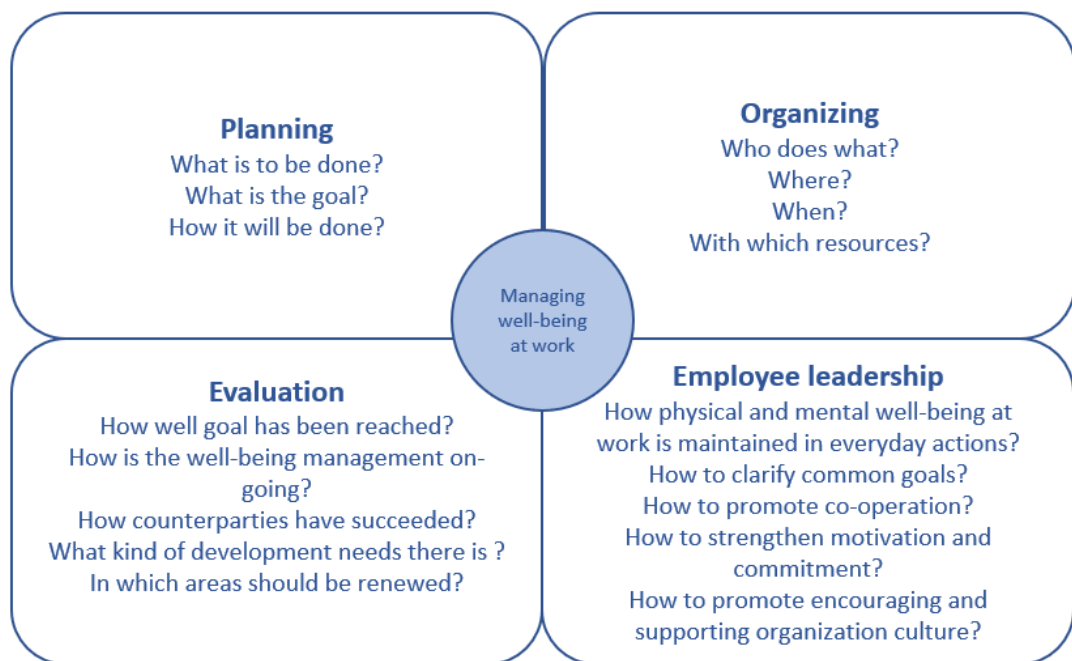 Planning
What is to be done?
What is the goal?
How it will be done?
Organizing
Who does what?
Where?
When?
With which resources?
Managing
well-being
at work
Evaluation
How well goal has been reached?
How is the well-being management on-
going?
How counterparties have succeeded?
What kind of development needs there is ?
In which areas should be renewed?
Employee leadership
How physical and mental well-being at
work is maintained in everyday actions?
How to clarify common goals?
How to promote co-operation?
How to strengthen motivation and
commitment?
How to promote encouraging and
supporting organization culture?